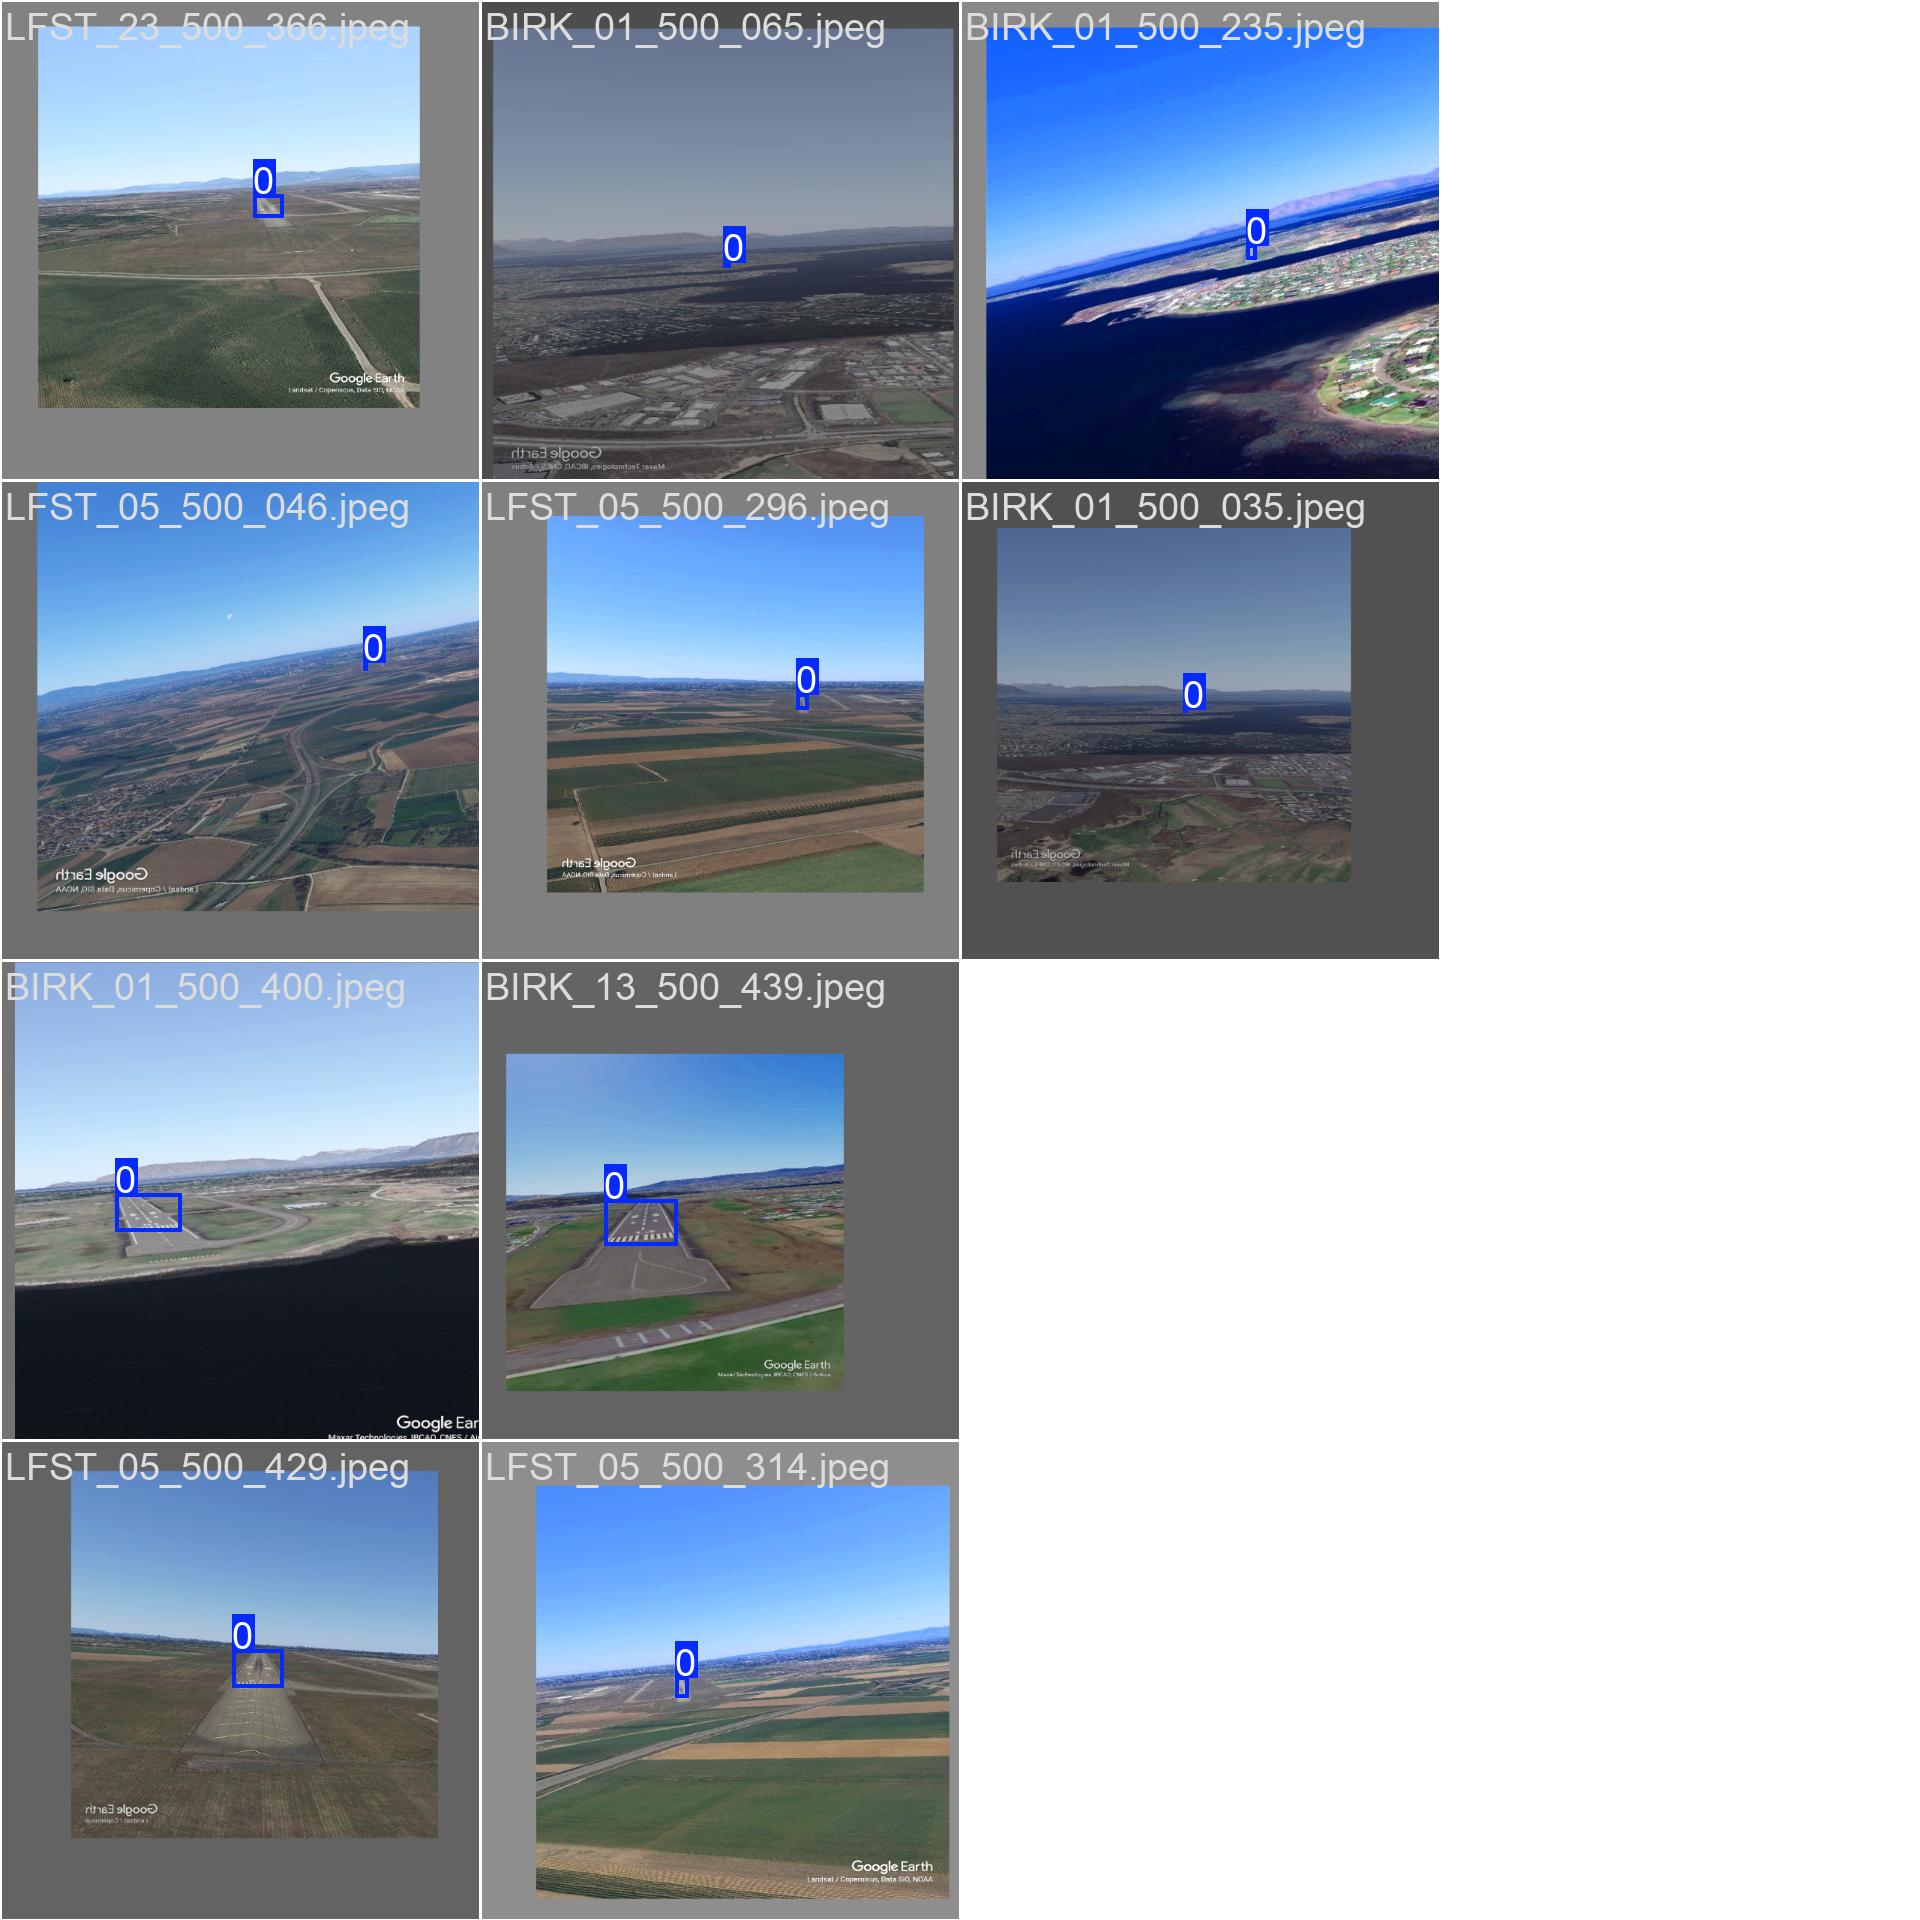 LFST_23_500_366.jpeg
0
Google Earth
Landsat / Copernicus, Data SIO, NOAA
BIRK_01_500_065.jpeg
0
Google Earth
Maxar Technologies, IBCAO, CNES / Airbus
BIRK_01_500_235.jpeg
0
LFST_05_500_046.jpeg
0
Google Earth
Landsat / Copernicus, Data SIO, NOAA
LFST_05_500_296.jpeg
0
Google Earth
Landsat / Copernicus, Data SIO, NOAA
BIRK_01_500_035.jpeg
0
Google Earth
Maxar Technologies, IBCAO, CNES / Airbus
BIRK_01_500_400.jpeg
0
Google Ear
Maxar Technologies, IBCAO, CNES / Ai
BIRK_13_500_439.jpeg
0
Google Earth
Maxar Technologies, IBCAO, CNES / Airbus
LFST_05_500_429.jpeg
0
Google Earth
Landsat / Copernicus
LFST_05_500_314.jpeg
0
Google Earth
Landsat / Copernicus, Data SIO, NOAA